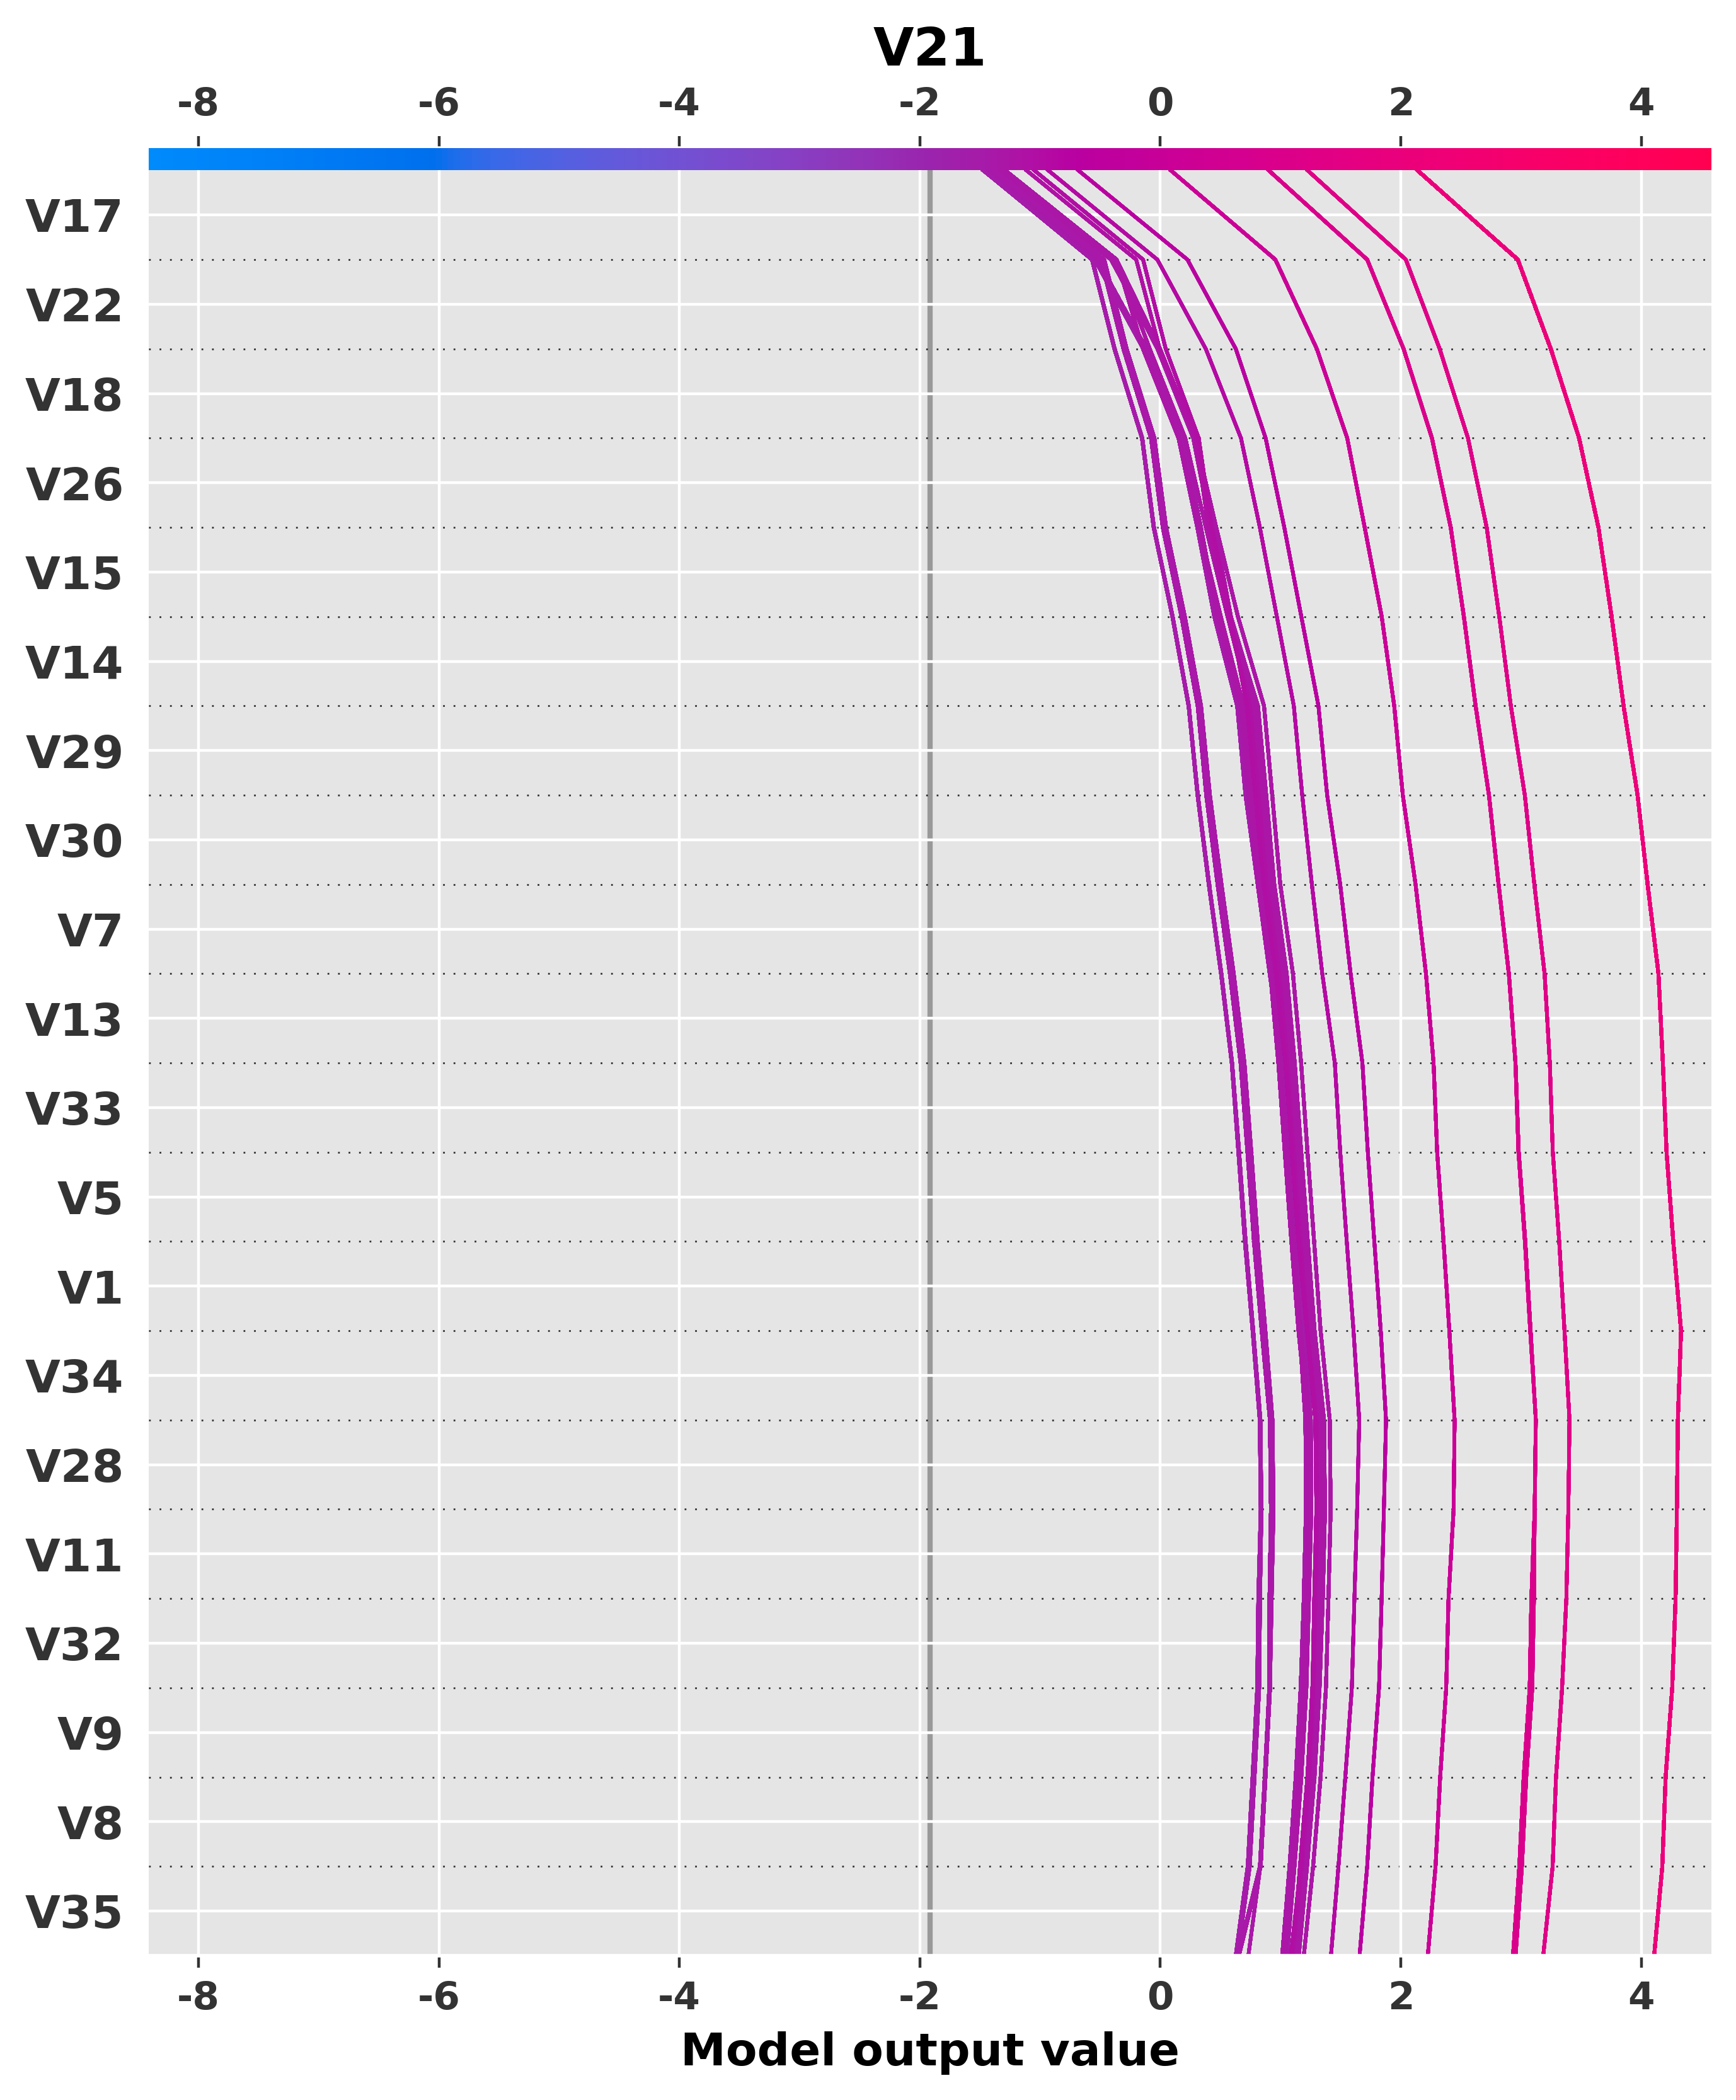 V21
-8 -6 -4 -2 0 2 4
V17
V22
V18
V26
V15
V14
V29
V30
V7
V13
V33
V5
V1
V34
V28
V11
V32
V9
V8
V35
-8 -6 -4 -2 0 2 4
Model output value